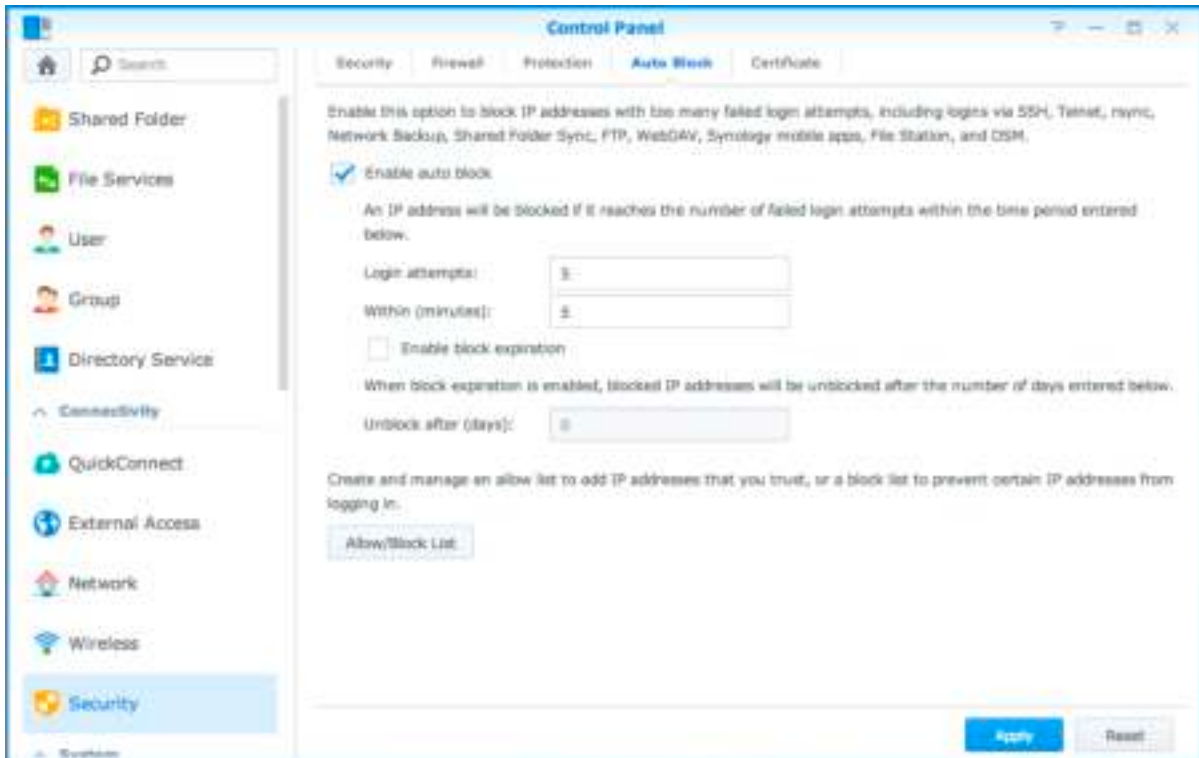 Control Panel
Search
Security Firewall Protection Auto Block Certificate
Shared Folder
File Services
User
Group
Directory Service
Connectivity
QuickConnect
External Access
Network
Wireless
Security
System
Enable this option to block IP addresses with too many failed login attempts, including logins via SSH, Telnet, rsync,
Network Backup, Shared Folder Sync, FTP, WebDAV, Synology mobile apps, File Station, and DSM.
Enable auto block
An IP address will be blocked if it reaches the number of failed login attempts within the time period entered
below.
Login attempts:
Within (minutes):
Enable block expiration
When block expiration is enabled, blocked IP addresses will be unblocked after the number of days entered below.
Unblock after (days): 0
Create and manage an allow list to add IP addresses that you trust, or a block list to prevent certain IP addresses from
logging in.
Allow/Block List
Apply Reset